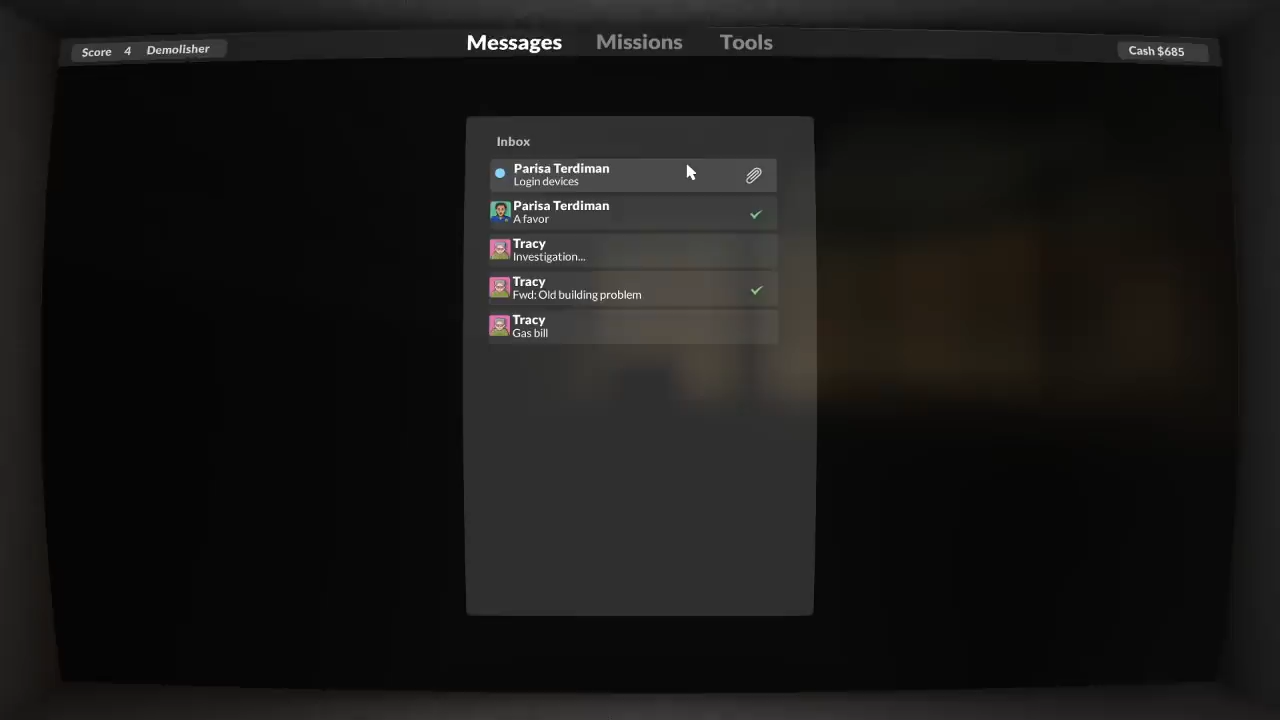 Score 4 Demolisher
Messages Missions Tools
Cash $685
Inbox
Parisa Terdiman
Login devices
Parisa Terdiman
A favor
Tracy
Investigation...
Tracy
Fwd: Old building problem
Tracy
Gas bill